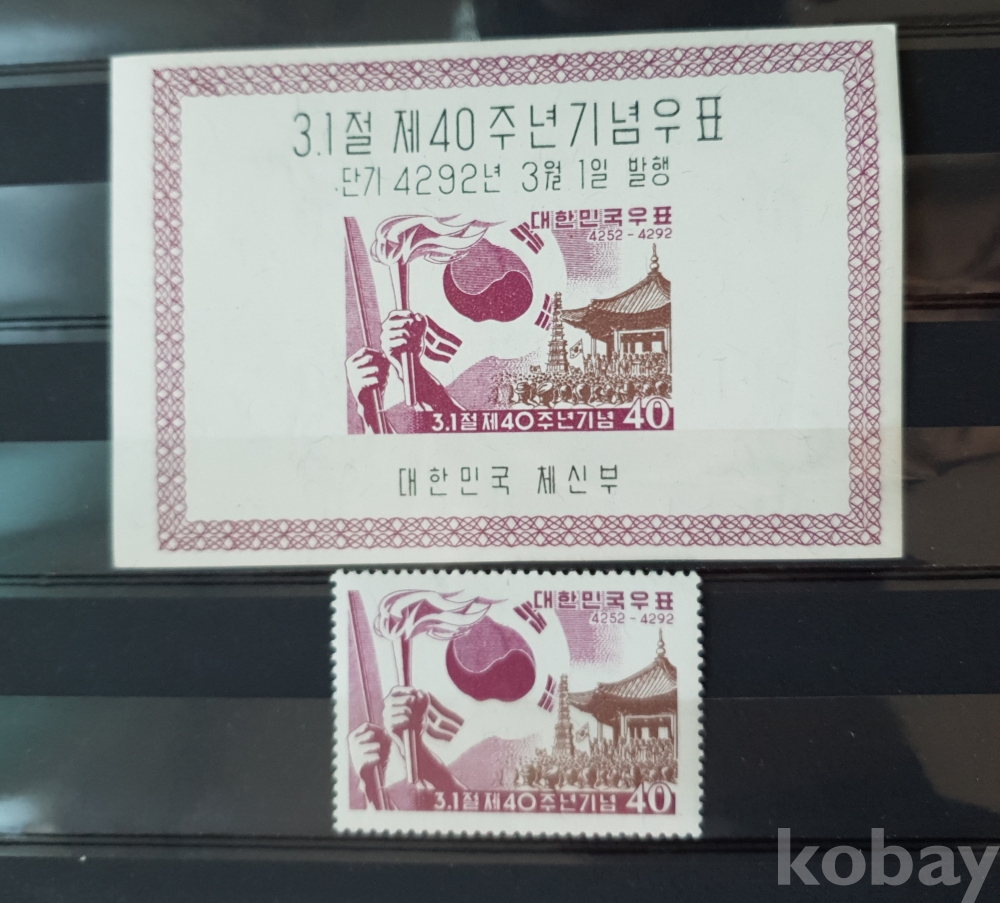 3.1절 제40주년기념우표
단기 4292년 3월 1일 발행
대한민국우표
4252-4292
3.1절제40주년기념 40
대한민국 체신부
대한민국우표
4252-4292
3.1절제40주년기념 40
kobay